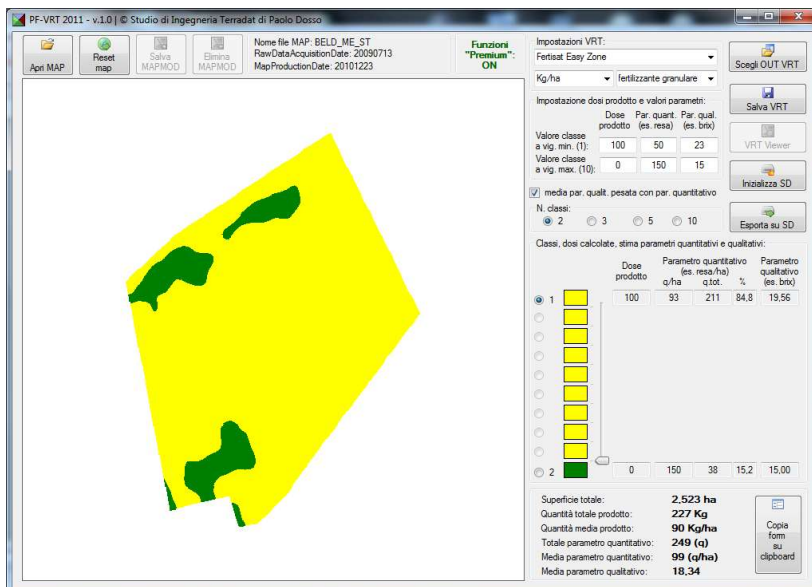 PF-VRT 2011 - v.1.0 | © Studio di Ingegneria Terradat di Paolo Dosso
Apri MAP
Reset map
Salva MAPMOD
Elimina MAPMOD
Nome file MAP: BELD_ME_ST
RawDataAcquisitionDate: 20090713
MapProductionDate: 20101223
Funzioni "Premium": ON
Impostazioni VRT:
Fertisat Easy Zone
Kg/ha fertilizzante granulare
Scegli OUT VRT
Salva VRT
VRT Viewer
Inizializza SD
Esporta su SD
Impostazione dosi prodotto e valori parametri:
Dose prodotto Par. quant. (es. resa) Par. qual. (es. brix)
Valore classe a vig. min. (1): 100 50 23
Valore classe a vig. max. (10): 0 150 15
media par. qualit. pesata con par. quantitativo
N. classi:
2 3 5 10
Classi, dosi calcolate, stima parametri quantitativi e qualitativi:
Dose prodotto Parametro quantitativo (es. resa/ha) Parametro qualitativo (es. brix)
q/ha q.tot. %
1 100 93 211 84,8 19,56
2 0 150 38 15,2 15,00
Superficie totale: 2,523 ha
Quantità totale prodotto: 227 Kg
Quantità media prodotto: 90 Kg/ha
Totale parametro quantitativo: 249 (q)
Media parametro quantitativo: 99 (q/ha)
Media parametro qualitativo: 18,34
Copia form su clipboard